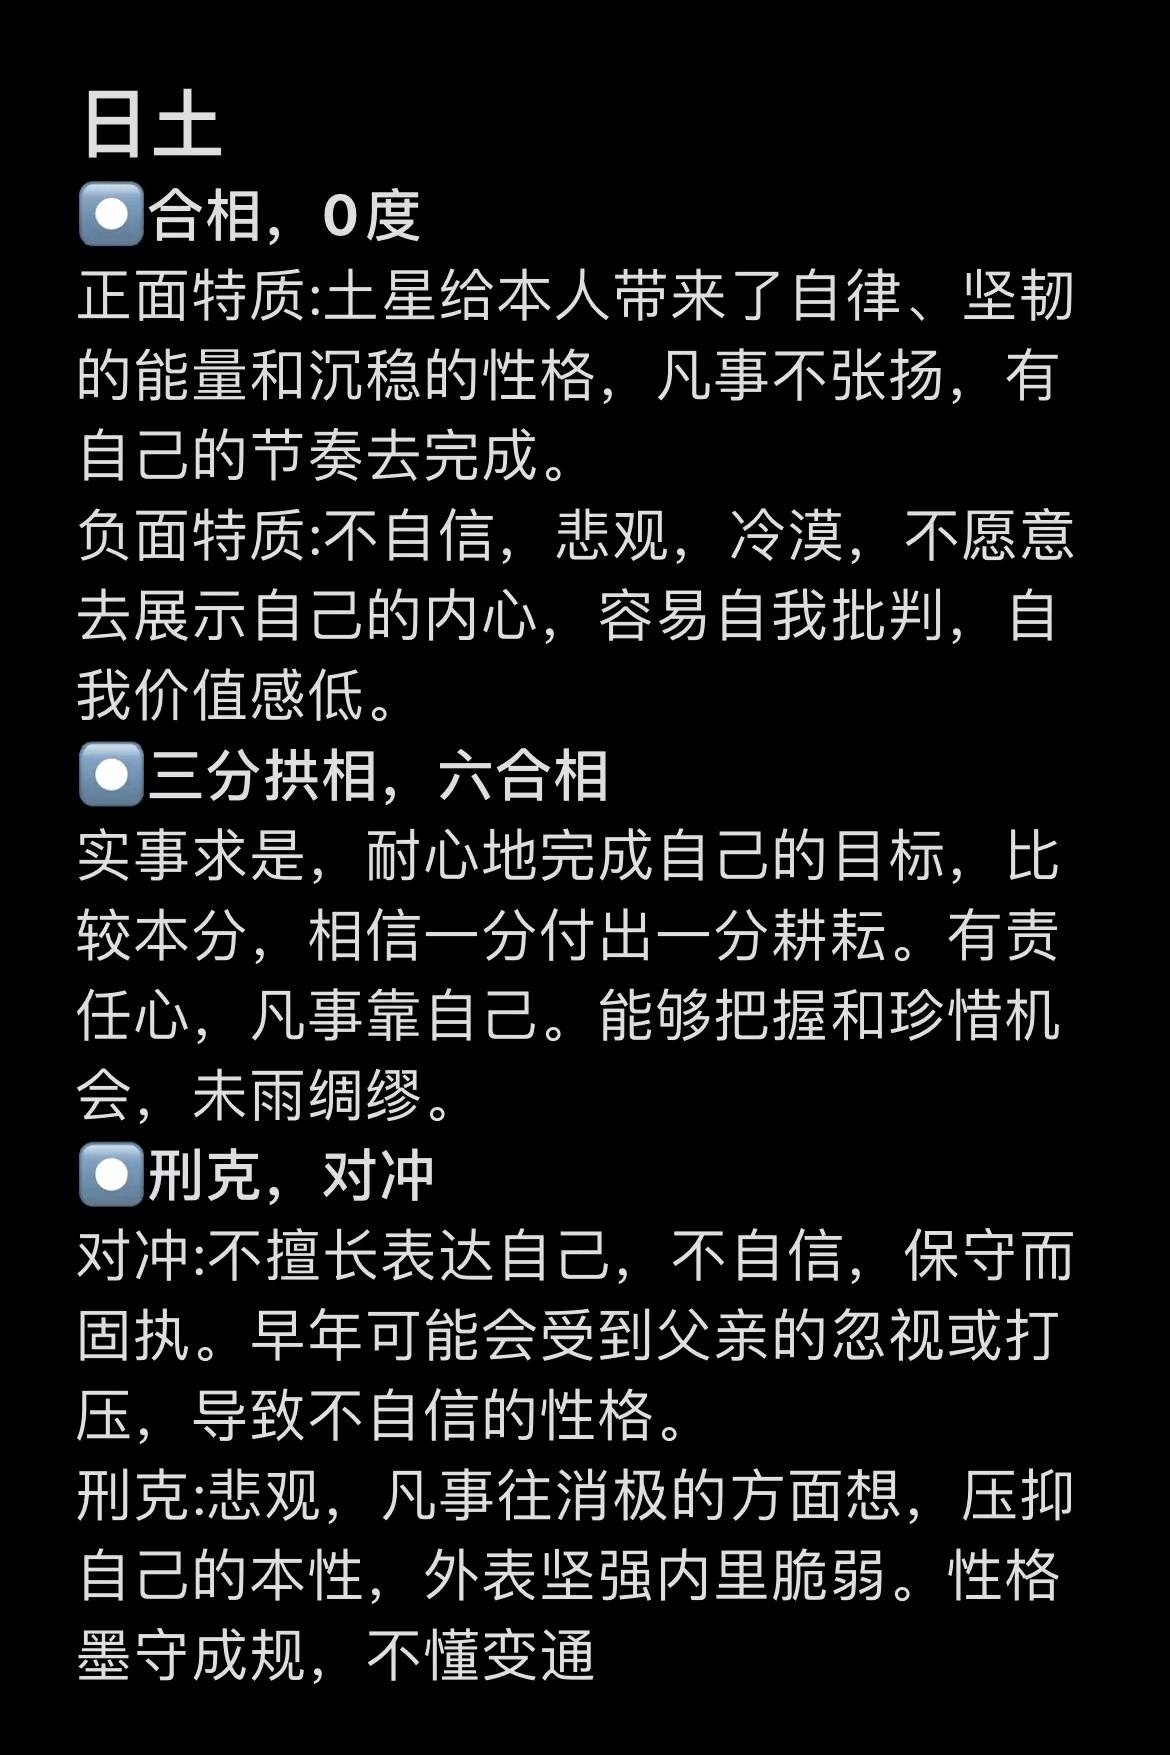 日土
⏺合相，0度
正面特质:土星给本人带来了自律、坚韧
的能量和沉稳的性格，凡事不张扬，有
自己的节奏去完成。
负面特质:不自信，悲观，冷漠，不愿意
去展示自己的内心，容易自我批判，自
我价值感低。
⏺三分拱相，六合相
实事求是，耐心地完成自己的目标，比
较本分，相信一分付出一分耕耘。有责
任心，凡事靠自己。能够把握和珍惜机
会，未雨绸缪。
⏺刑克，对冲
对冲:不擅长表达自己，不自信，保守而
固执。早年可能会受到父亲的忽视或打
压，导致不自信的性格。
刑克:悲观，凡事往消极的方面想，压抑
自己的本性，外表坚强内里脆弱。性格
墨守成规，不懂变通